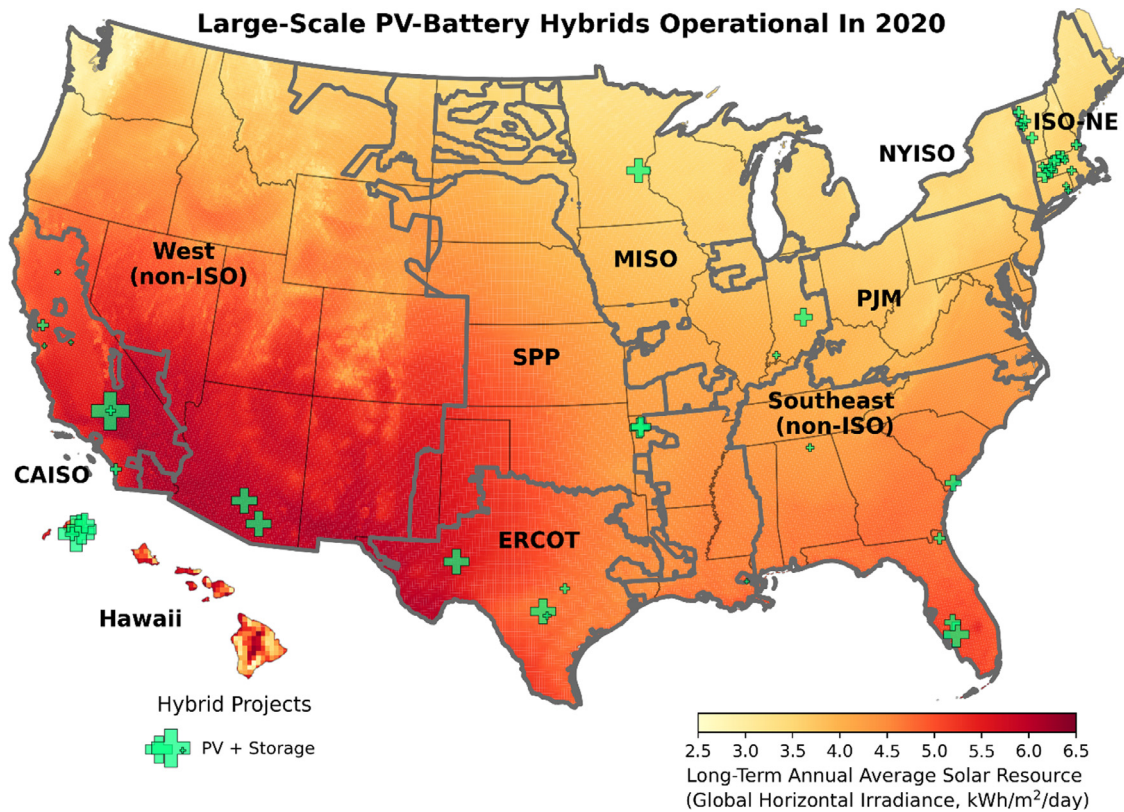 Large-Scale PV-Battery Hybrids Operational In 2020
ISO-NE
NYISO
West
(non-ISO)
MISO
PJM
SPP
Southeast
(non-ISO)
CAISO
ERCOT
Hawaii
Hybrid Projects
PV + Storage
2.5 3.0 3.5 4.0 4.5 5.0 5.5 6.0 6.5
Long-Term Annual Average Solar Resource
(Global Horizontal Irradiance, kWh/m²/day)